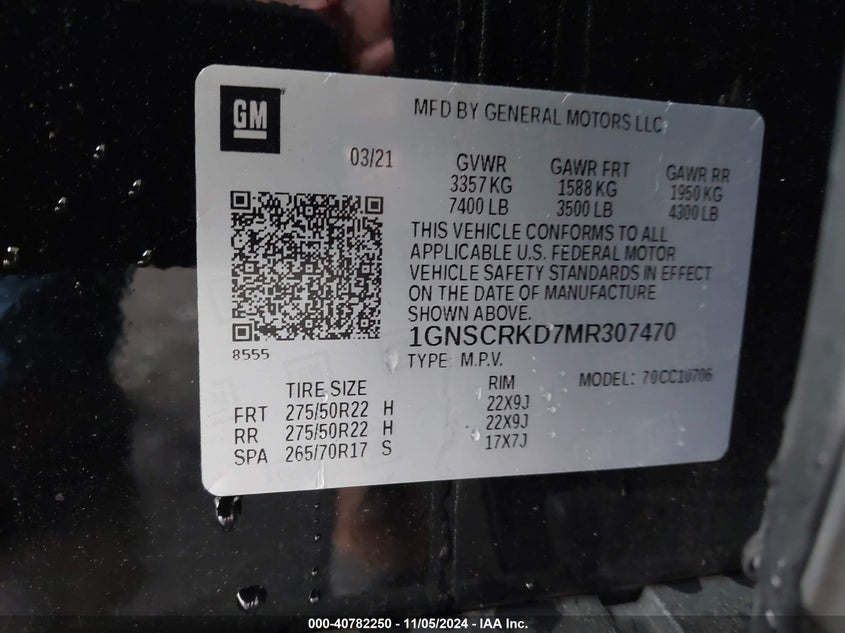 GM
MFD BY GENERAL MOTORS LLC
03/21
GVWR GAWR FRT GAWR RR
3357 KG 1588 KG 1950 KG
7400 LB 3500 LB 4300 LB
THIS VEHICLE CONFORMS TO ALL
APPLICABLE U.S. FEDERAL MOTOR
VEHICLE SAFETY STANDARDS IN EFFECT
ON THE DATE OF MANUFACTURE
SHOWN ABOVE.
8555
1GNSCRKD7MR307470
TYPE: M.P.V.
MODEL: 70CC10706
TIRE SIZE RIM
FRT 275/50R22 H 22X9J
RR 275/50R22 H 22X9J
SPA 265/70R17 S 17X7J
000-40782250 - 11/05/2024 - IAA Inc.